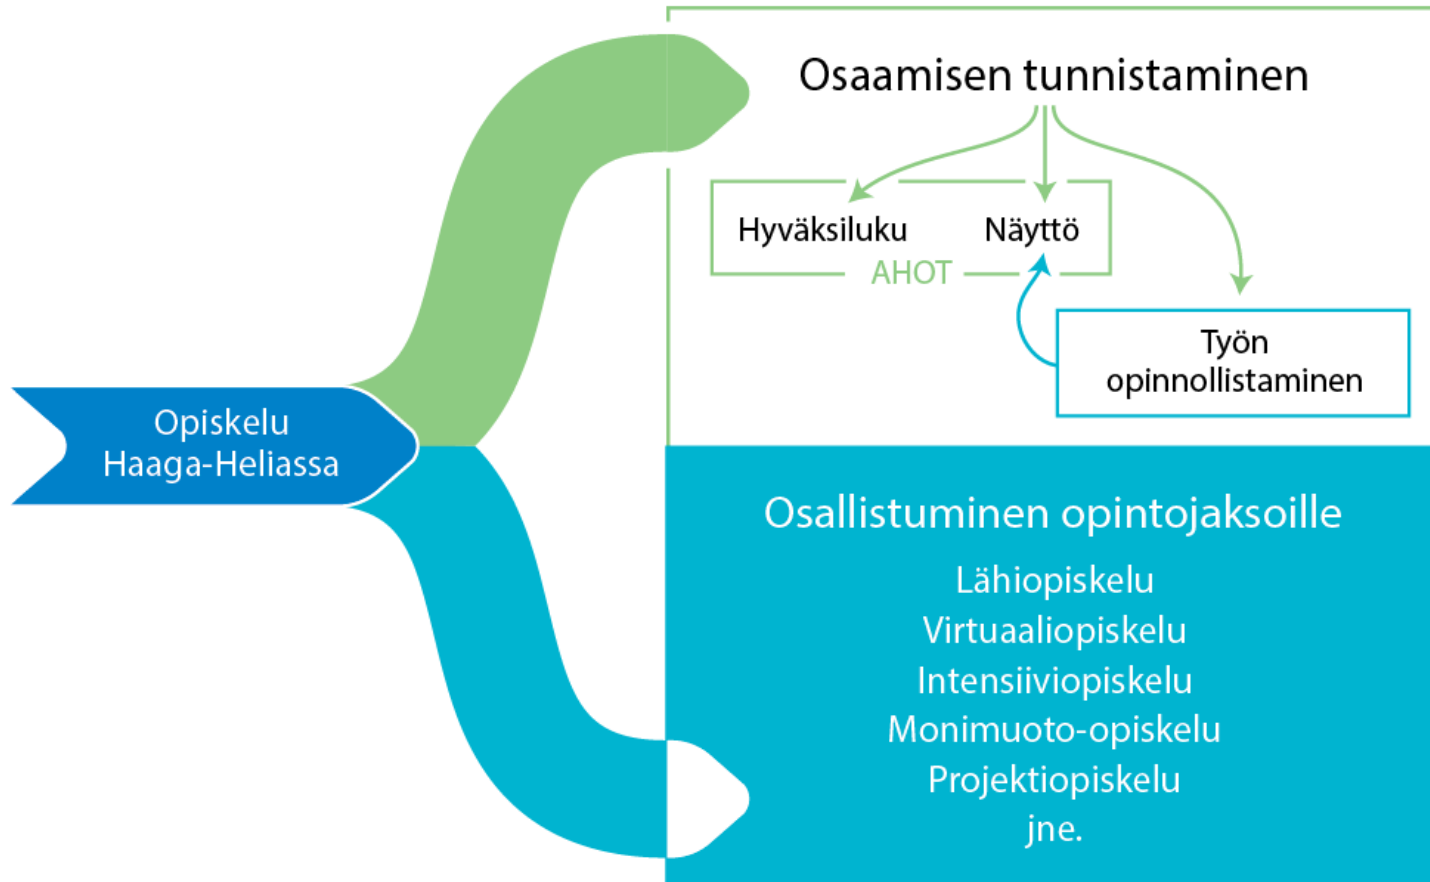 Opiskelu
Haaga-Heliassa
Osaamisen tunnistaminen
Hyväksiluku
Näyttö
AHOT
Työn
opinnollistaminen
Osallistuminen opintojaksoille
Lähiopiskelu
Virtuaaliopiskelu
Intensiiviopiskelu
Monimuoto-opiskelu
Projektiopiskelu
jne.